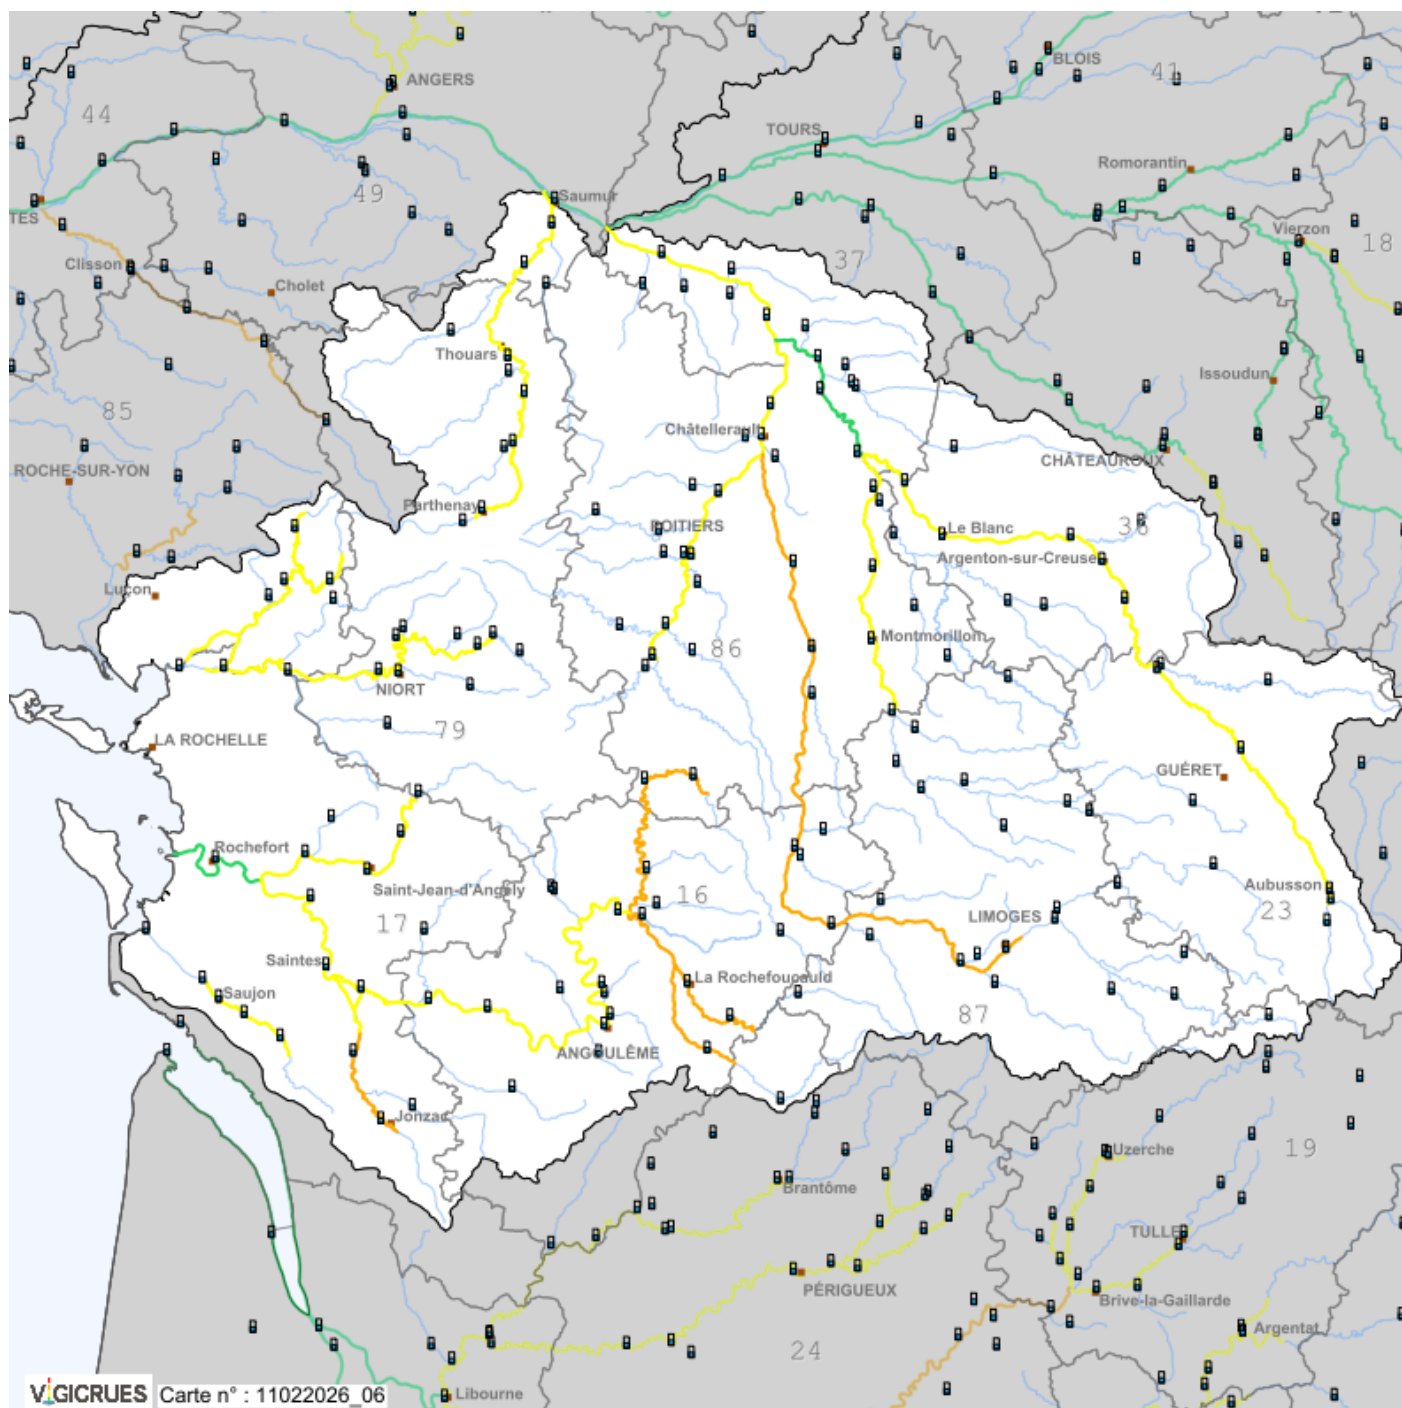 BLOIS
41
ANGERS
44
TOURS
Romorantin
49
Saumur
TES
Vierzon
18
Clisson
37
Cholet
Thouars
Issoudun
85
Châtellerault
ROCHE-SUR-YON
CHÂTEAUROUX
Parthenay
POITIERS
Le Blanc
36
Argenton-sur-Creuse
Luçon
86
Montmorillon
NIORT
79
LA ROCHELLE
GUÉRET
Rochefort
Saint-Jean-d'Angély
16
Aubusson
17
LIMOGES
23
Saintes
La Rochefoucauld
Saujon
87
ANGOULÊME
Jonzac
Uzerche
19
Brantôme
TULLE
PÉRIGUEUX
Brive-la-Gaillarde
Argentat
24
Libourne
VIGICRUES Carte n° : 11022026_06